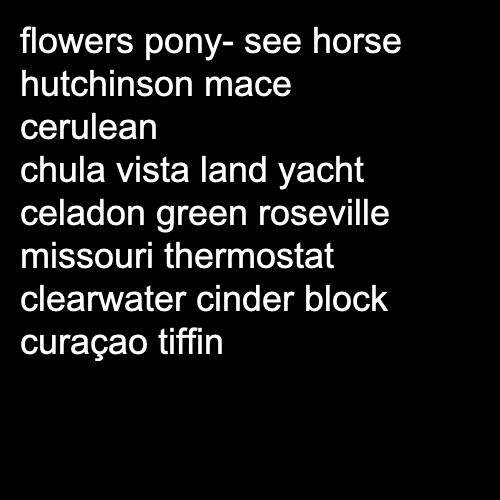 flowers pony- see horse
hutchinson mace
cerulean
chula vista land yacht
celadon green roseville
missouri thermostat
clearwater cinder block
curaçao tiffin